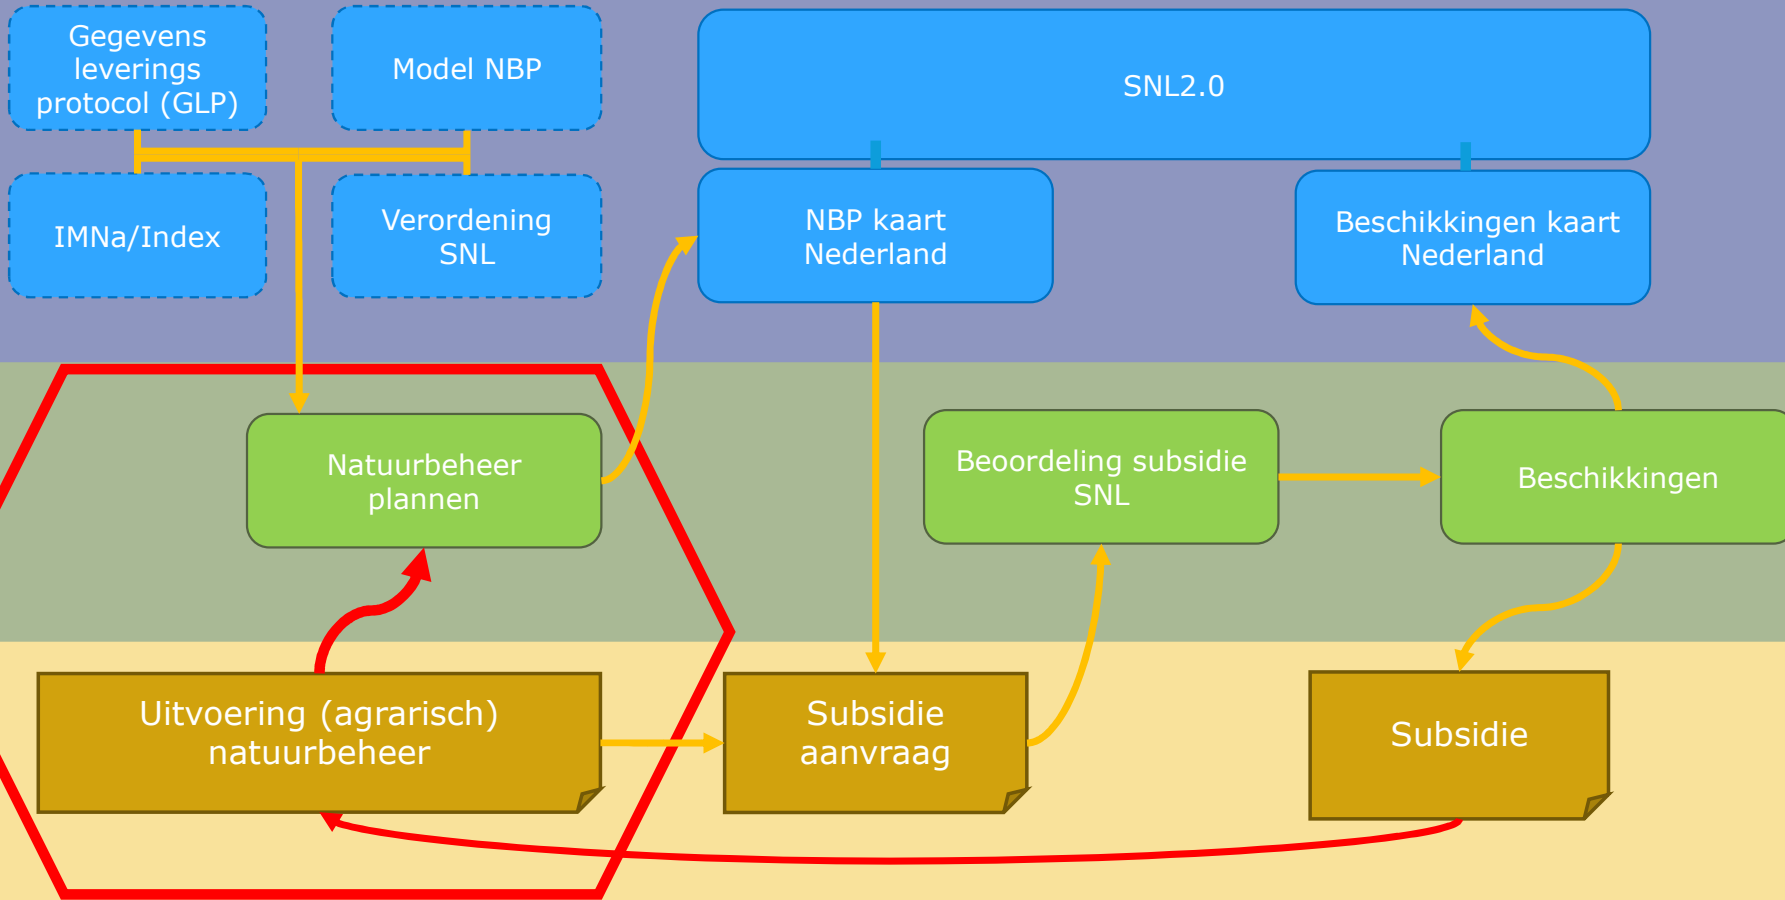 Gegevens
leverings
protocol (GLP)
Model NBP
SNL2.0
IMNa/Index
Verordening
SNL
NBP kaart
Nederland
Beschikkingen kaart
Nederland
Natuurbeheer
plannen
Beoordeling subsidie
SNL
Beschikkingen
Uitvoering (agrarisch)
natuurbeheer
Subsidie
aanvraag
Subsidie